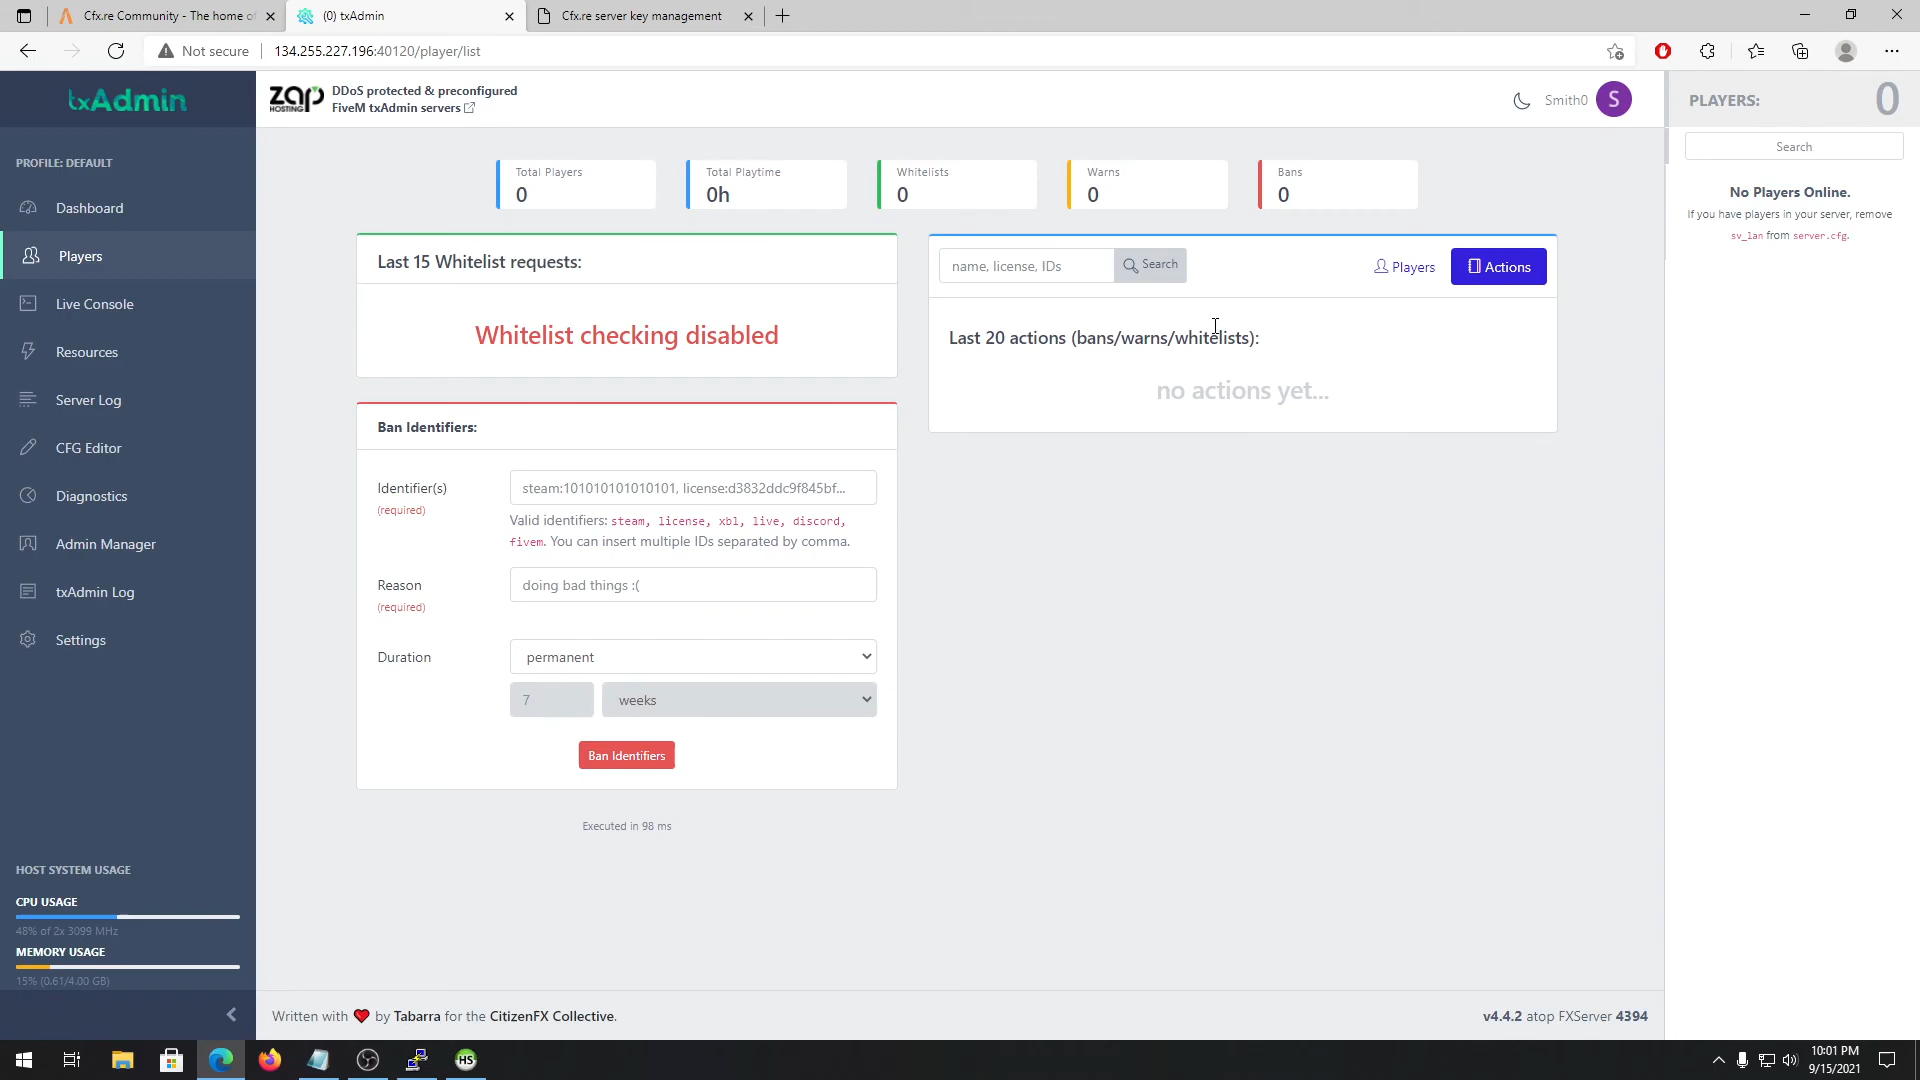 Cfx.re Community - The home of
(0) txAdmin
Cfx.re server key management
Not secure
134.255.227.196:40120/player/list
txAdmin
PROFILE: DEFAULT
Dashboard
Players
Live Console
Resources
Server Log
CFG Editor
Diagnostics
Admin Manager
txAdmin Log
Settings
HOST SYSTEM USAGE
CPU USAGE
48% of 2x 3099 MHz
MEMORY USAGE
15% (0.61/4.00 GB)
ZAP
HOSTING
DDoS protected & preconfigured
FiveM txAdmin servers
Smith0
S
Total Players
0
Total Playtime
0h
Whitelists
0
Warns
0
Bans
0
Last 15 Whitelist requests:
Whitelist checking disabled
Ban Identifiers:
Identifier(s)
(required)
steam:101010101010101, license:d3832ddc9f845bf...
Valid identifiers: steam, license, xbl, live, discord,
fivem. You can insert multiple IDs separated by comma.
Reason
(required)
doing bad things :(
Duration
permanent
7
weeks
Ban Identifiers
Executed in 98 ms
name, license, IDs
Search
Players
Actions
Last 20 actions (bans/warns/whitelists):
no actions yet...
PLAYERS:
0
Search
No Players Online.
If you have players in your server, remove
sv_lan from server.cfg.
Written with ❤ by Tabarra for the CitizenFX Collective.
v4.4.2 atop FXServer 4394
HS
10:01 PM
9/15/2021